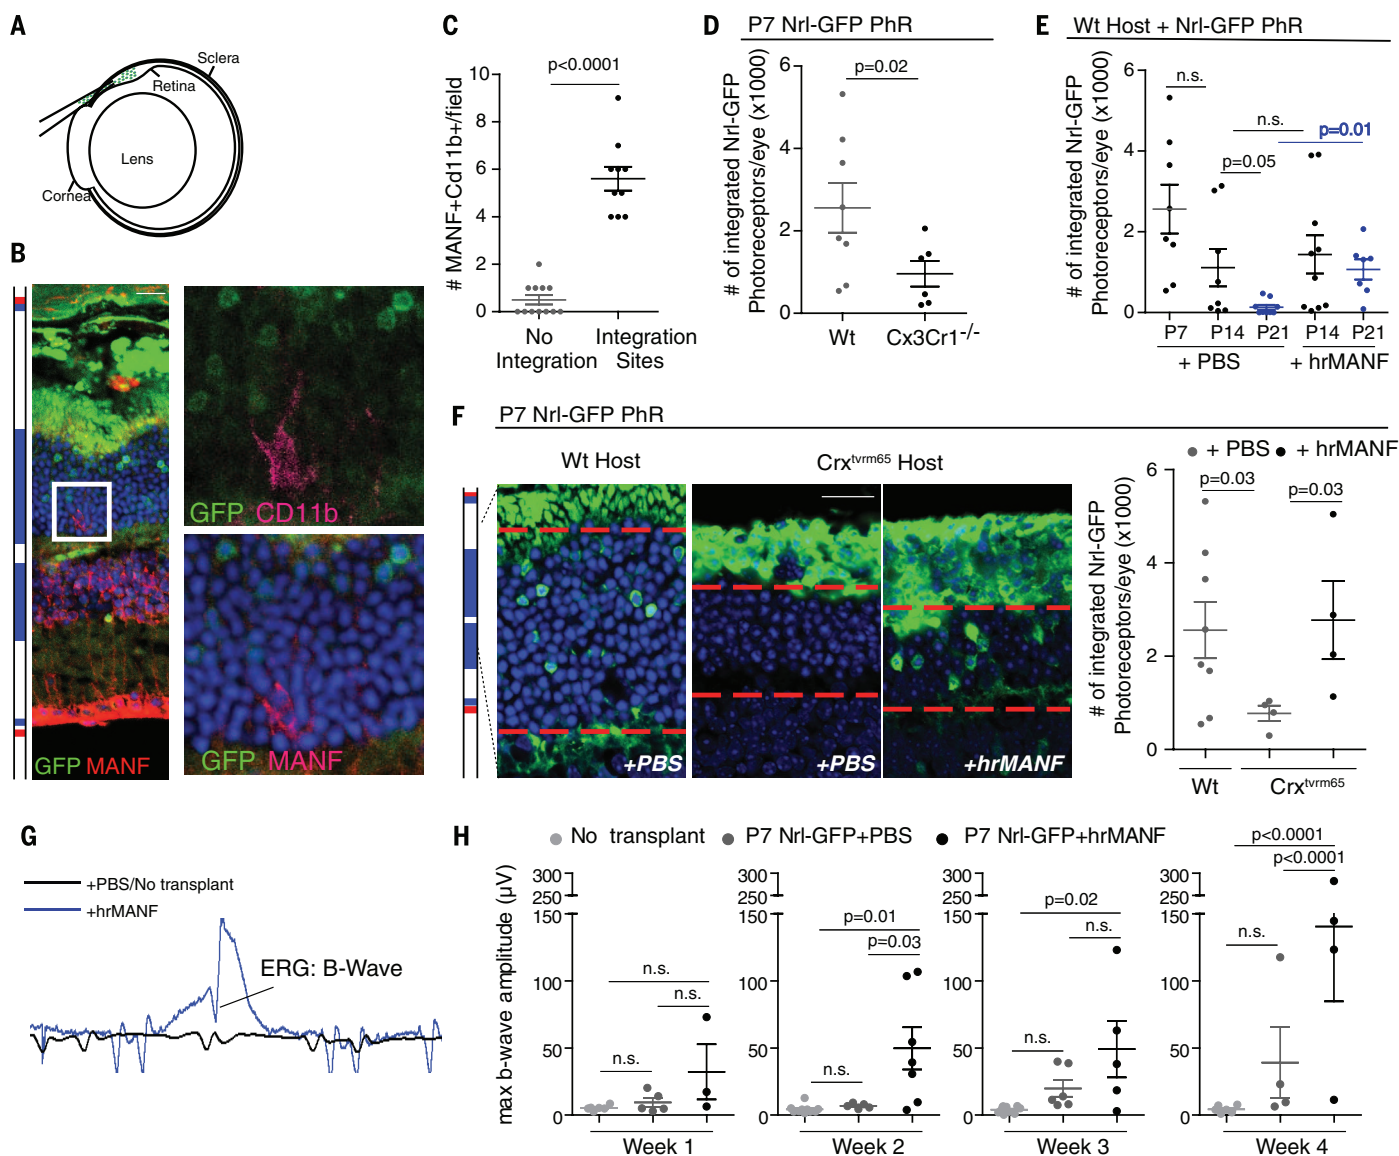 A
Sclera
Retina
Lens
Cornea
B
GFP MANF
GFP CD11b
GFP MANF
C
# MANF+Cd11b+/field
10
8
6
4
2
0
p<0.0001
No Integration
Integration Sites
D
P7 Nrl-GFP PhR
# of integrated Nrl-GFP
Photoreceptors/eye (x1000)
6
4
2
0
p=0.02
Wt
Cx3Cr1-/-
E
Wt Host + Nrl-GFP PhR
# of integrated Nrl-GFP
Photoreceptors/eye (x1000)
6
4
2
0
n.s.
n.s.
p=0.01
p=0.05
P7 P14 P21 P14 P21
+ PBS + hrMANF
F
P7 Nrl-GFP PhR
Wt Host
Crxtvrm65 Host
+PBS
+PBS
+hrMANF
+ PBS + hrMANF
# of integrated Nrl-GFP
Photoreceptors/eye (x1000)
6
4
2
0
p=0.03
p=0.03
Wt
Crxtvrm65
G
+PBS/No transplant
+hrMANF
ERG: B-Wave
H
No transplant P7 Nrl-GFP+PBS P7 Nrl-GFP+hrMANF
max b-wave amplitude (µV)
300
250
150
100
50
0
n.s.
n.s.
n.s.
Week 1
300
250
150
100
50
0
p=0.01
p=0.03
n.s.
Week 2
300
250
150
100
50
0
p=0.02
n.s.
n.s.
Week 3
p<0.0001
p<0.0001
300
250
150
100
50
0
n.s.
Week 4